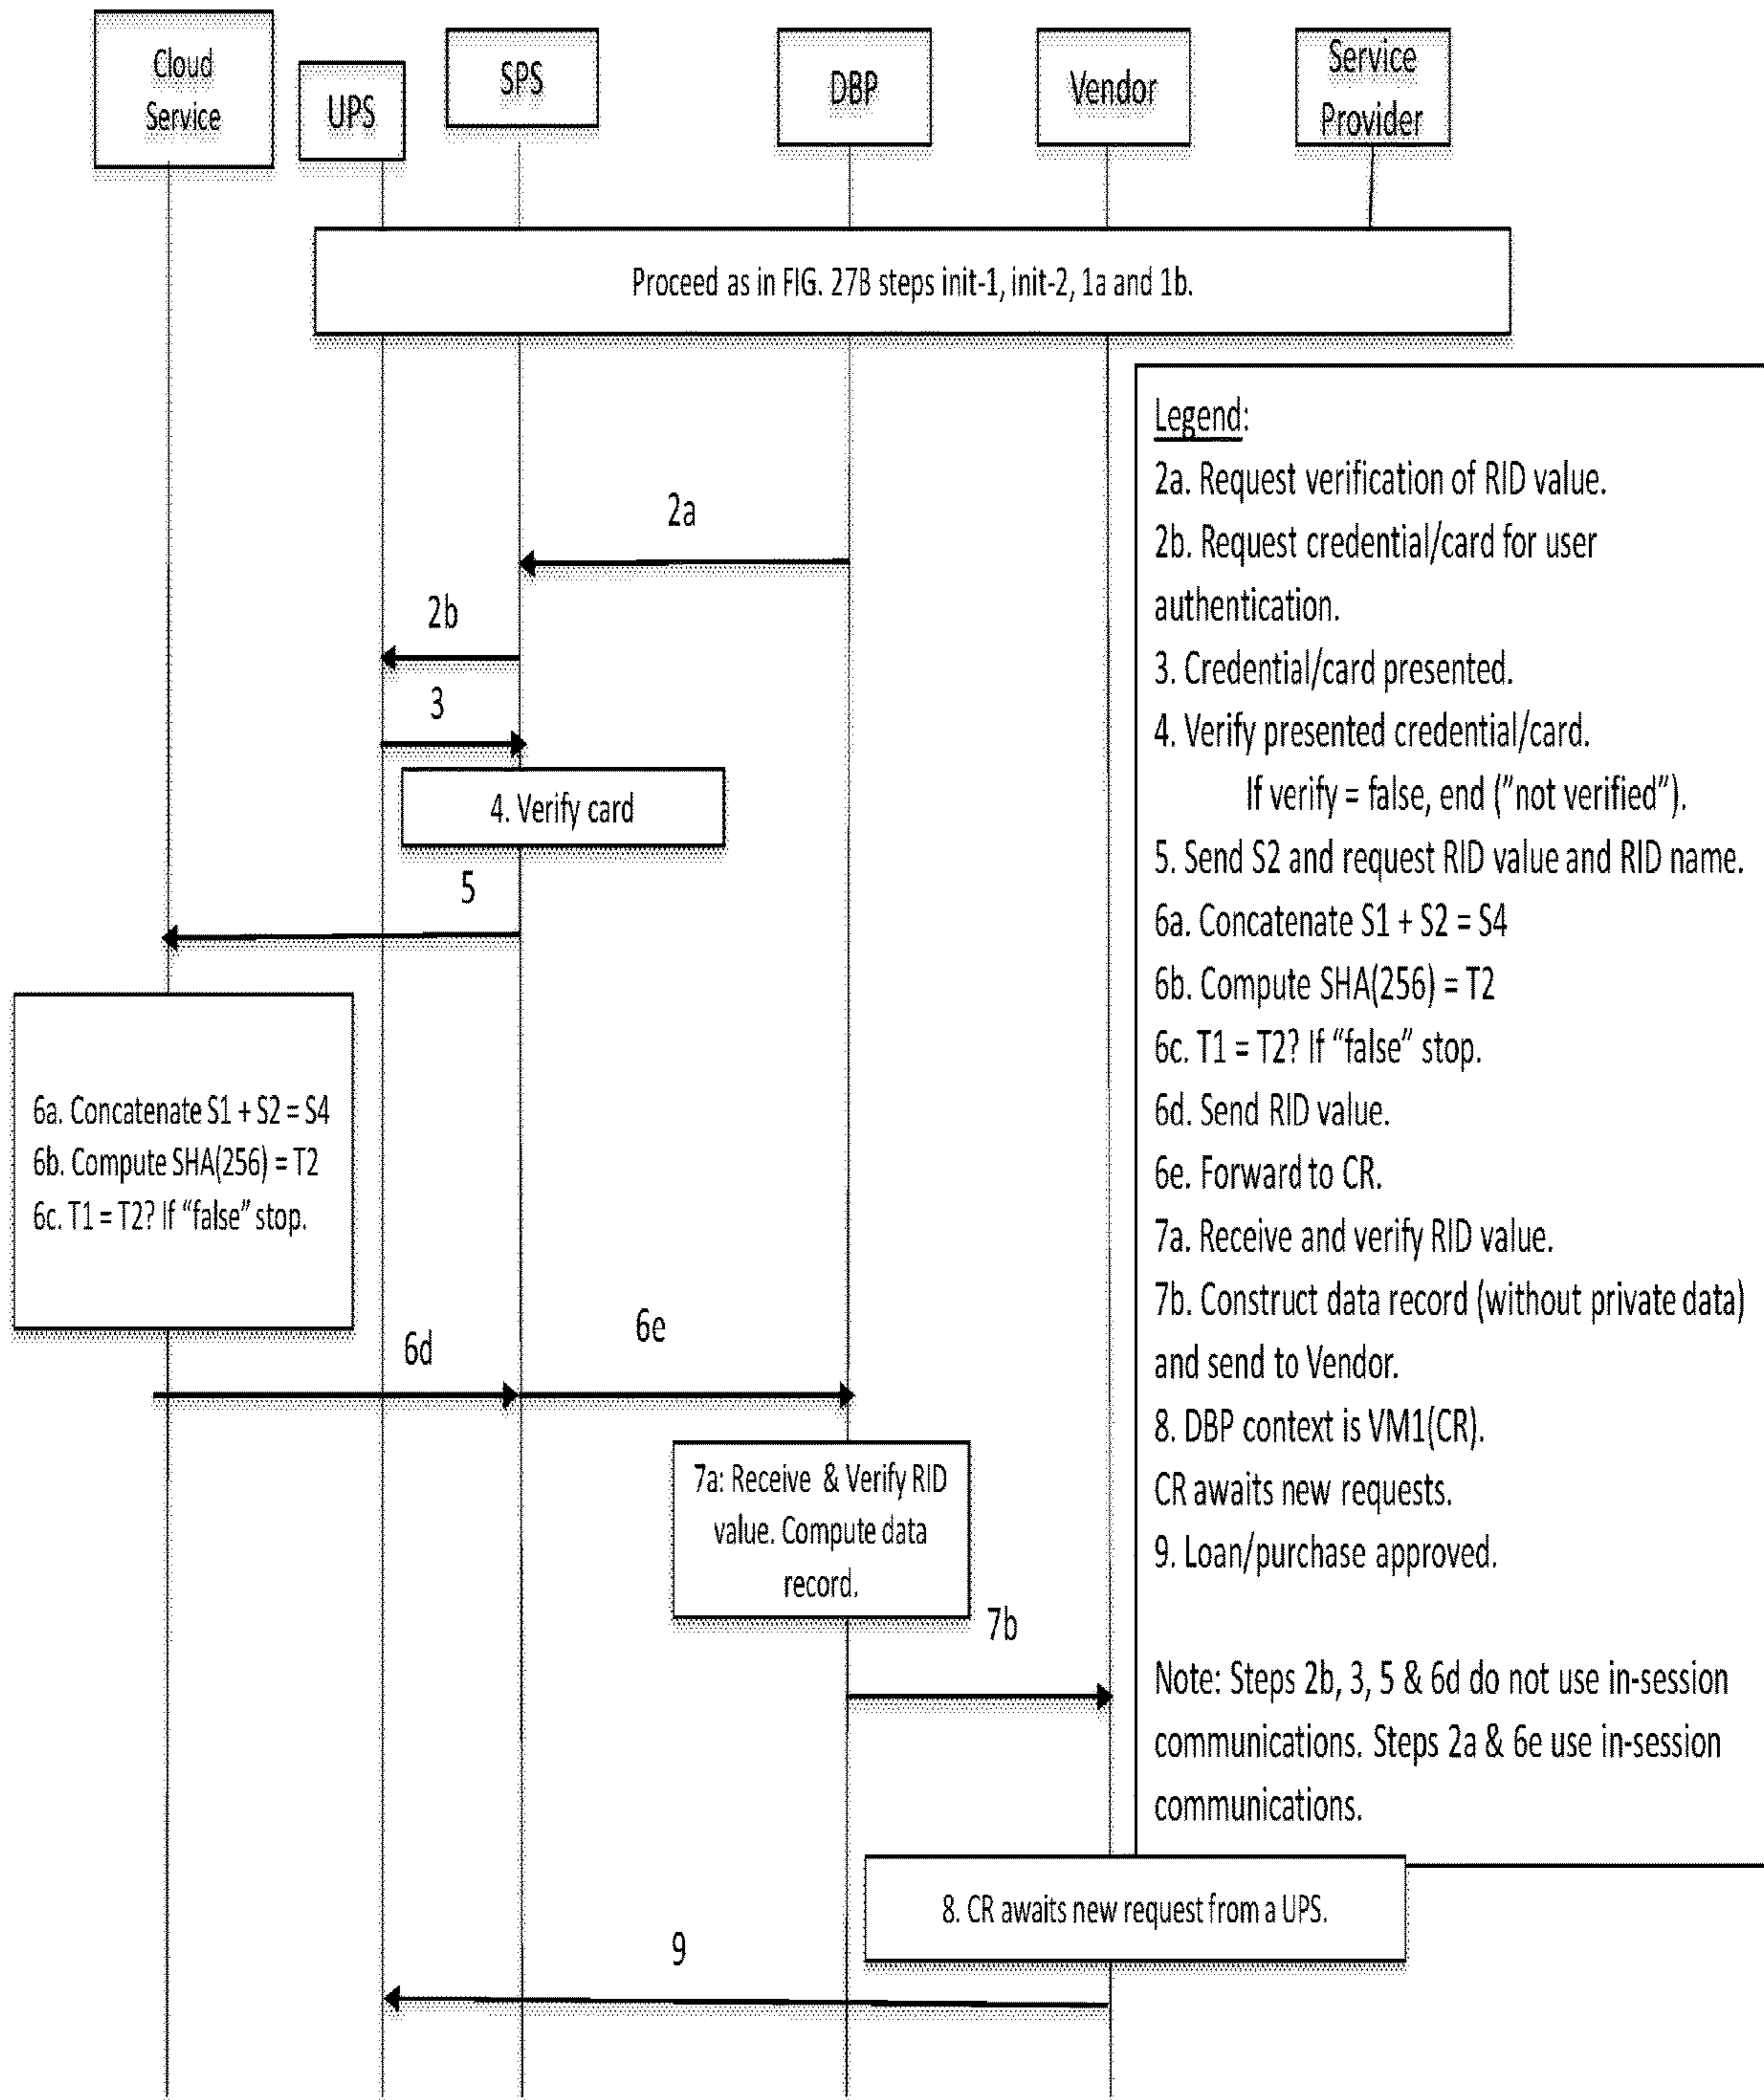 Cloud
Service
UPS
SPS
DBP
Vendor
Service
Provider
Proceed as in FIG. 27B steps init-1, init-2, 1a and 1b.
2a
2b
3
4. Verify card
5
6a. Concatenate S1 + S2 = S4
6b. Compute SHA(256) = T2
6c. T1 = T2? If "false" stop.
6d
6e
7a: Receive & Verify RID
value. Compute data
record.
7b
8. CR awaits new request from a UPS.
9
Legend:
2a. Request verification of RID value.
2b. Request credential/card for user
authentication.
3. Credential/card presented.
4. Verify presented credential/card.
If verify = false, end ("not verified").
5. Send S2 and request RID value and RID name.
6a. Concatenate S1 + S2 = S4
6b. Compute SHA(256) = T2
6c. T1 = T2? If "false" stop.
6d. Send RID value.
6e. Forward to CR.
7a. Receive and verify RID value.
7b. Construct data record (without private data)
and send to Vendor.
8. DBP context is VM1(CR).
CR awaits new requests.
9. Loan/purchase approved.
Note: Steps 2b, 3, 5 & 6d do not use in-session
communications. Steps 2a & 6e use in-session
communications.